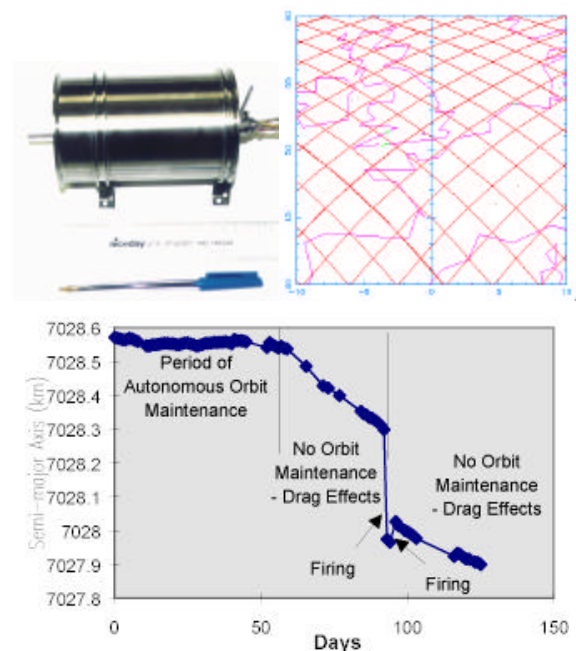 -10
-5
0
5
10
7028.6
7028.5
7028.4
7028.3
7028.2
7028.1
7028
7027.9
7027.8
Semi-major Axis (km)
Period of
Autonomous Orbit
Maintenance
No Orbit
Maintenance
- Drag Effects
No Orbit
Maintenance
- Drag Effects
Firing
Firing
0
50
100
150
Days